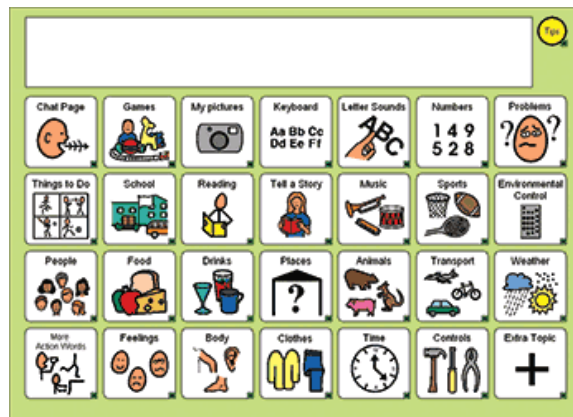 Tips
Chat Page
Games
My pictures
Keyboard
Letter Sounds
Numbers
Problems
Aa Bb Cc
Dd Ee Ff
ABC
1 4 9
5 2 8
? ?
Things to Do
School
Reading
Tell a Story
Music
Sports
Environmental
Control
People
Food
Drinks
Places
Animals
Transport
Weather
?
More
Action Words
Feelings
Body
Clothes
Time
Controls
Extra Topic
+